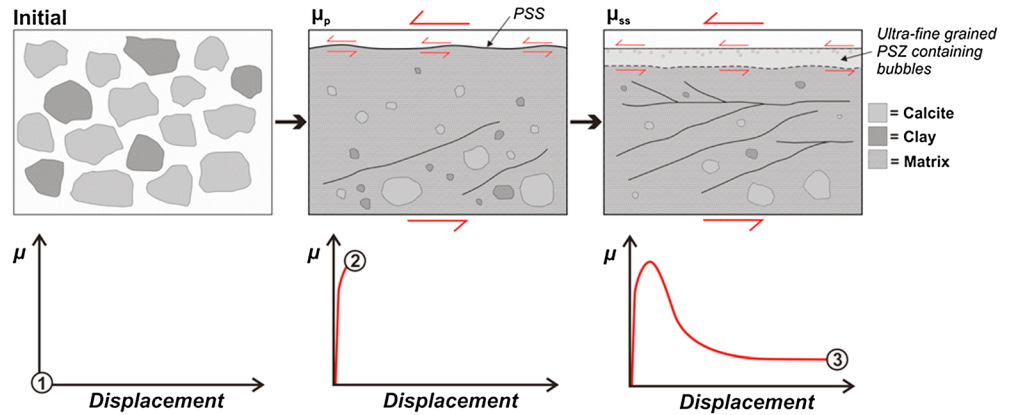 Initial
μp
PSS
μss
Ultra-fine grained
PSZ containing
bubbles
= Calcite
= Clay
= Matrix
μ
1
Displacement
μ
2
Displacement
μ
3
Displacement